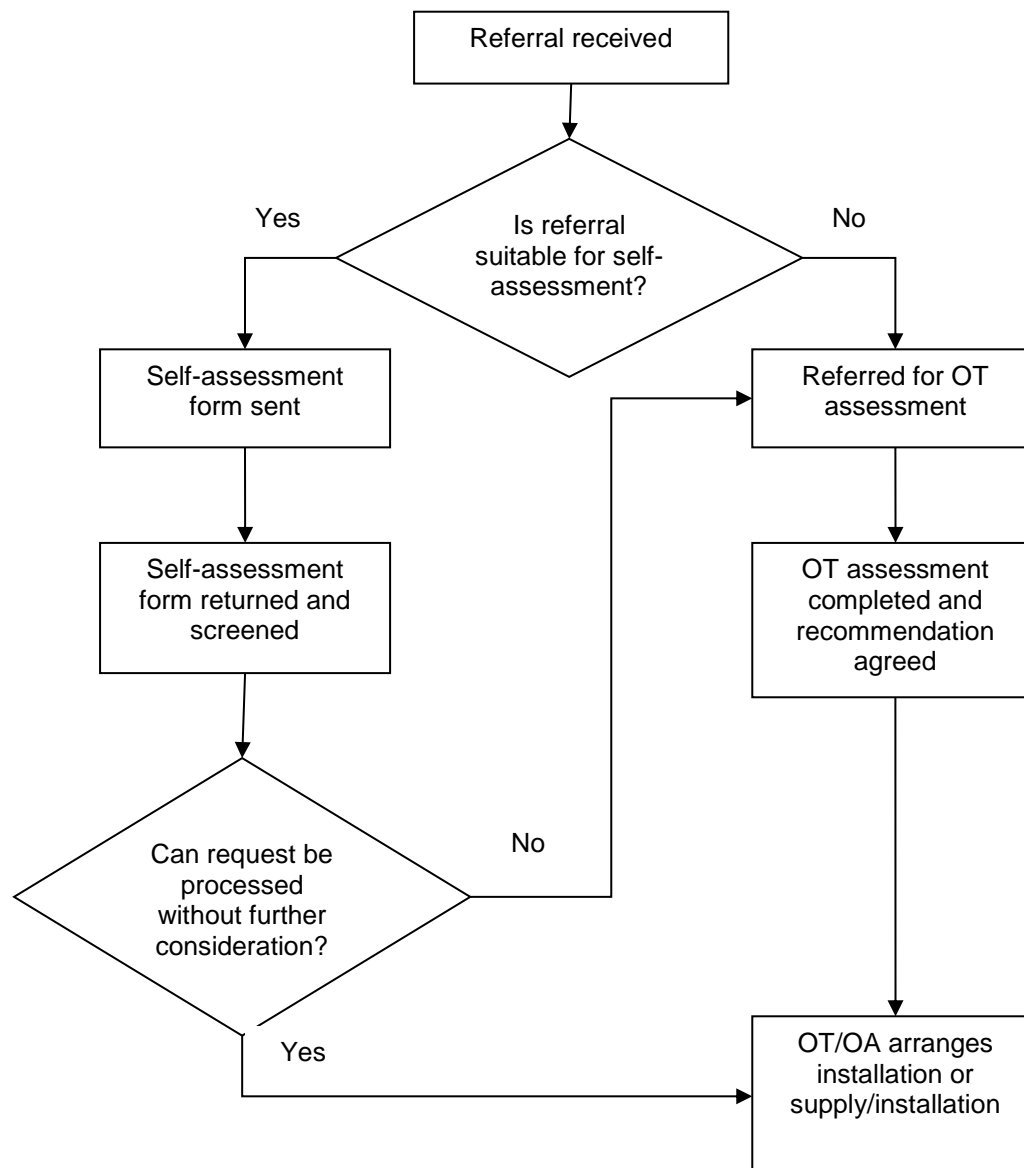 Referral received
Is referral
suitable for self-
assessment?
Yes
No
Self-assessment
form sent
Referred for OT
assessment
Self-assessment
form returned and
screened
OT assessment
completed and
recommendation
agreed
Can request be
processed
without further
consideration?
No
Yes
OT/OA arranges
installation or
supply/installation